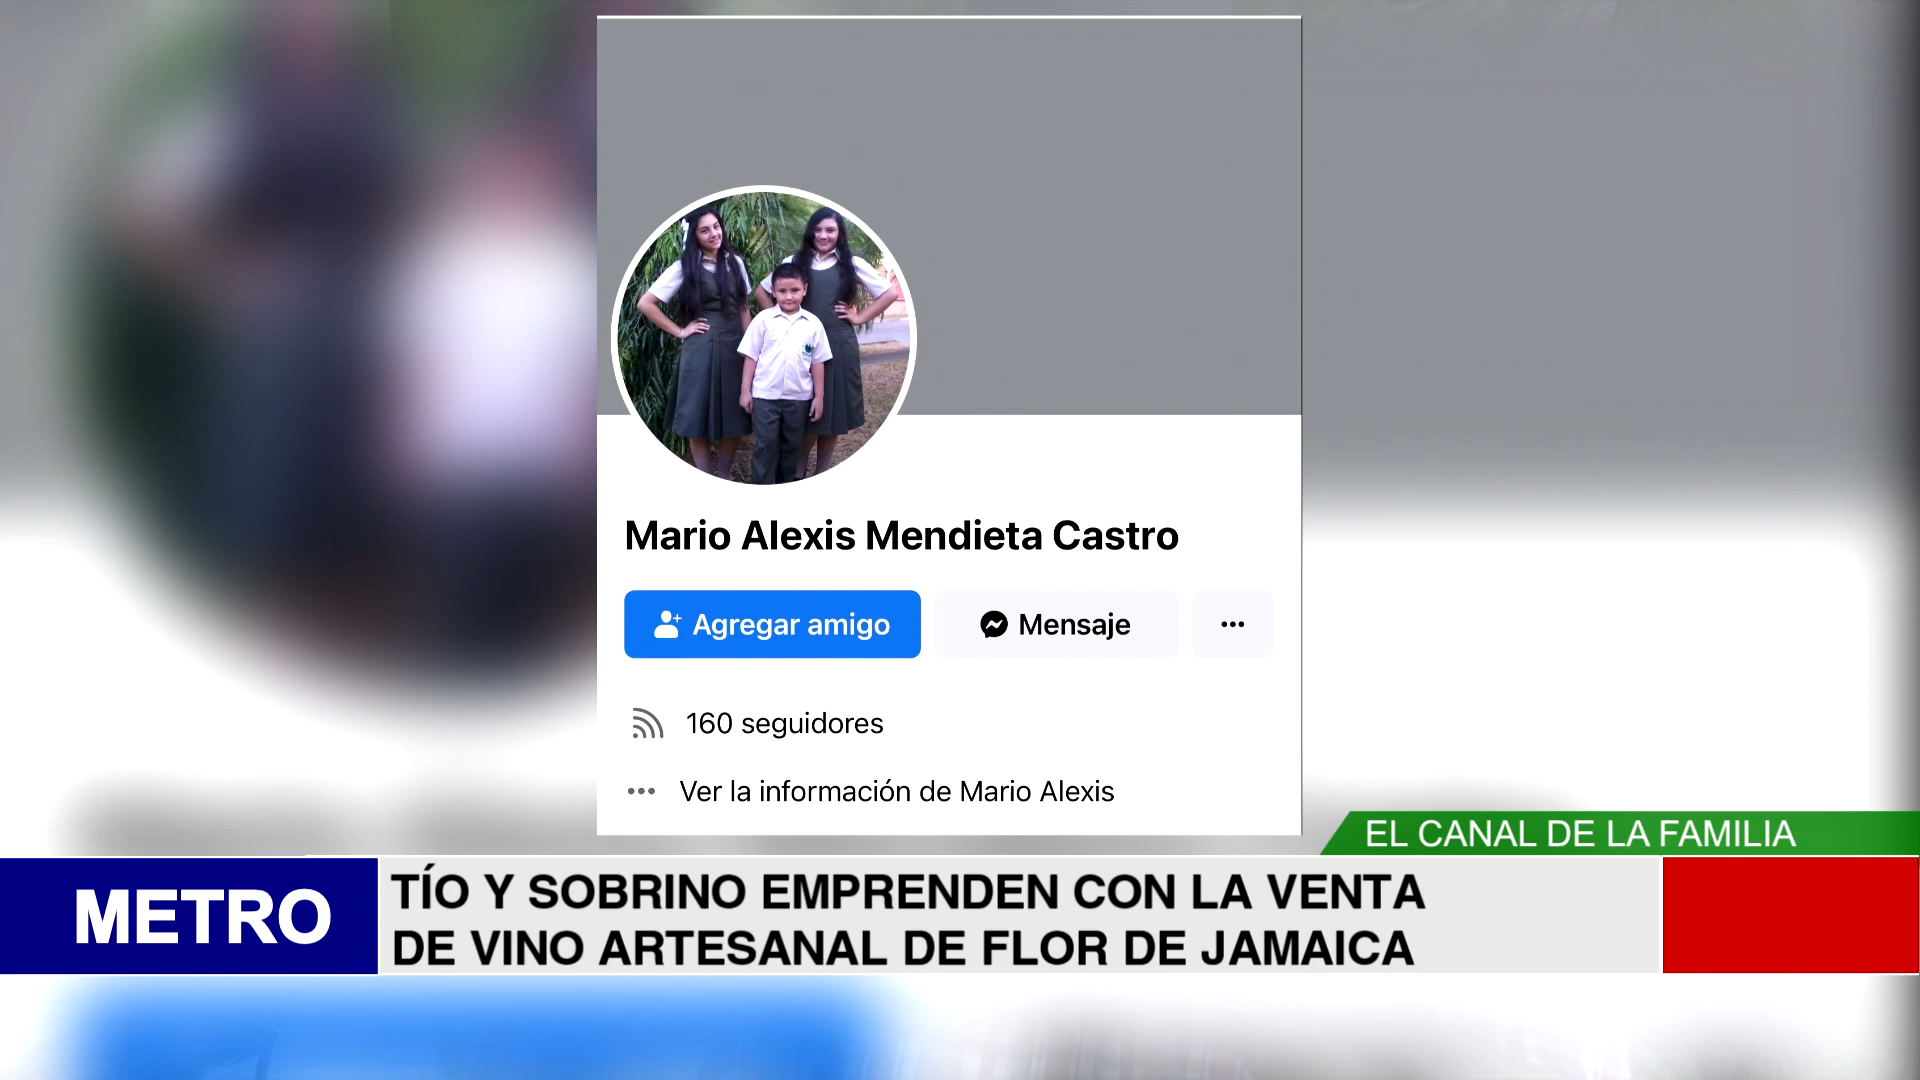 Mario Alexis Mendieta Castro
Agregar amigo
Mensaje
160 seguidores
Ver la información de Mario Alexis
EL CANAL DE LA FAMILIA
METRO
TÍO Y SOBRINO EMPRENDEN CON LA VENTA
DE VINO ARTESANAL DE FLOR DE JAMAICA